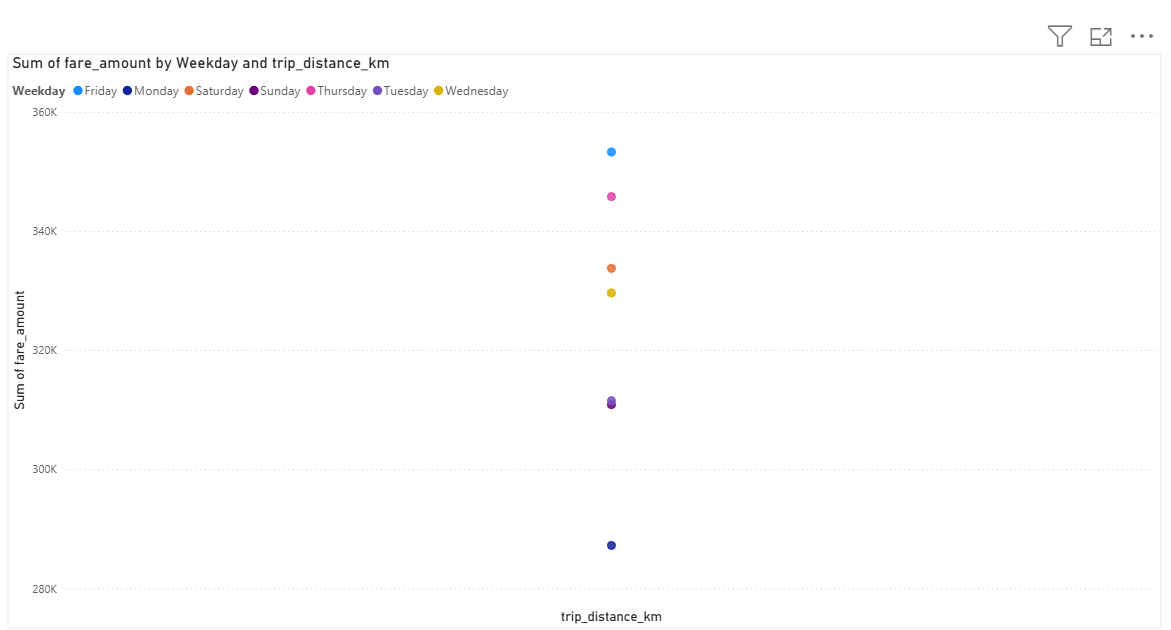 Sum of fare_amount by Weekday and trip_distance_km
Weekday Friday Monday Saturday Sunday Thursday Tuesday Wednesday
360K
340K
320K
300K
280K
Sum of fare_amount
trip_distance_km